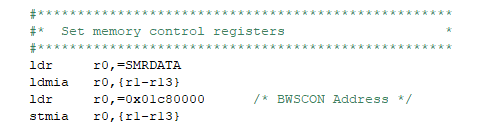 #****************************************************
#*  Set memory control registers                    *
#****************************************************
ldr     r0,=SMRDATA
ldmia   r0,{r1-r13}
ldr     r0,=0x01c80000      /* BWSCON Address */
stmia   r0,{r1-r13}